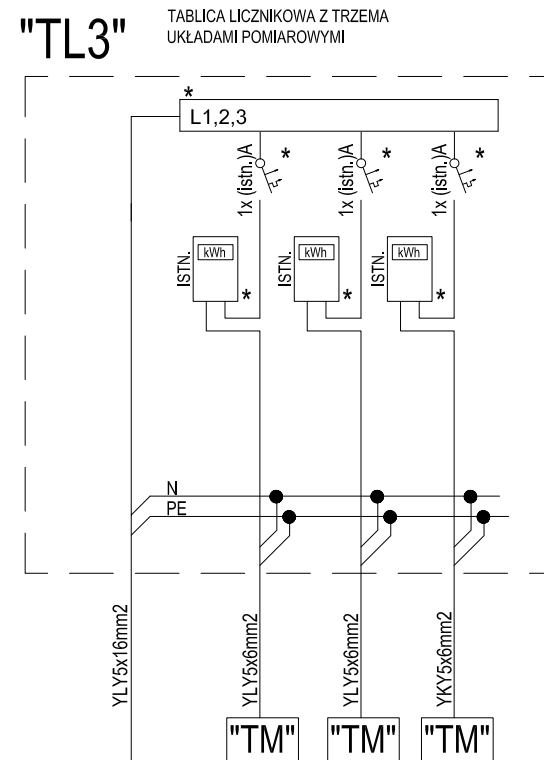 "TL3"
TABLICA LICZNIKOWA Z TRZEMA
UKŁADAMI POMIAROWYMI
*
L1,2,3
1x (istn.)A *
1x (istn.)A *
1x (istn.)A *
ISTN. kWh *
ISTN. kWh *
ISTN. kWh *
N
PE
YLY5x16mm2
YLY5x6mm2
YLY5x6mm2
YKY5x6mm2
"TM"
"TM"
"TM"